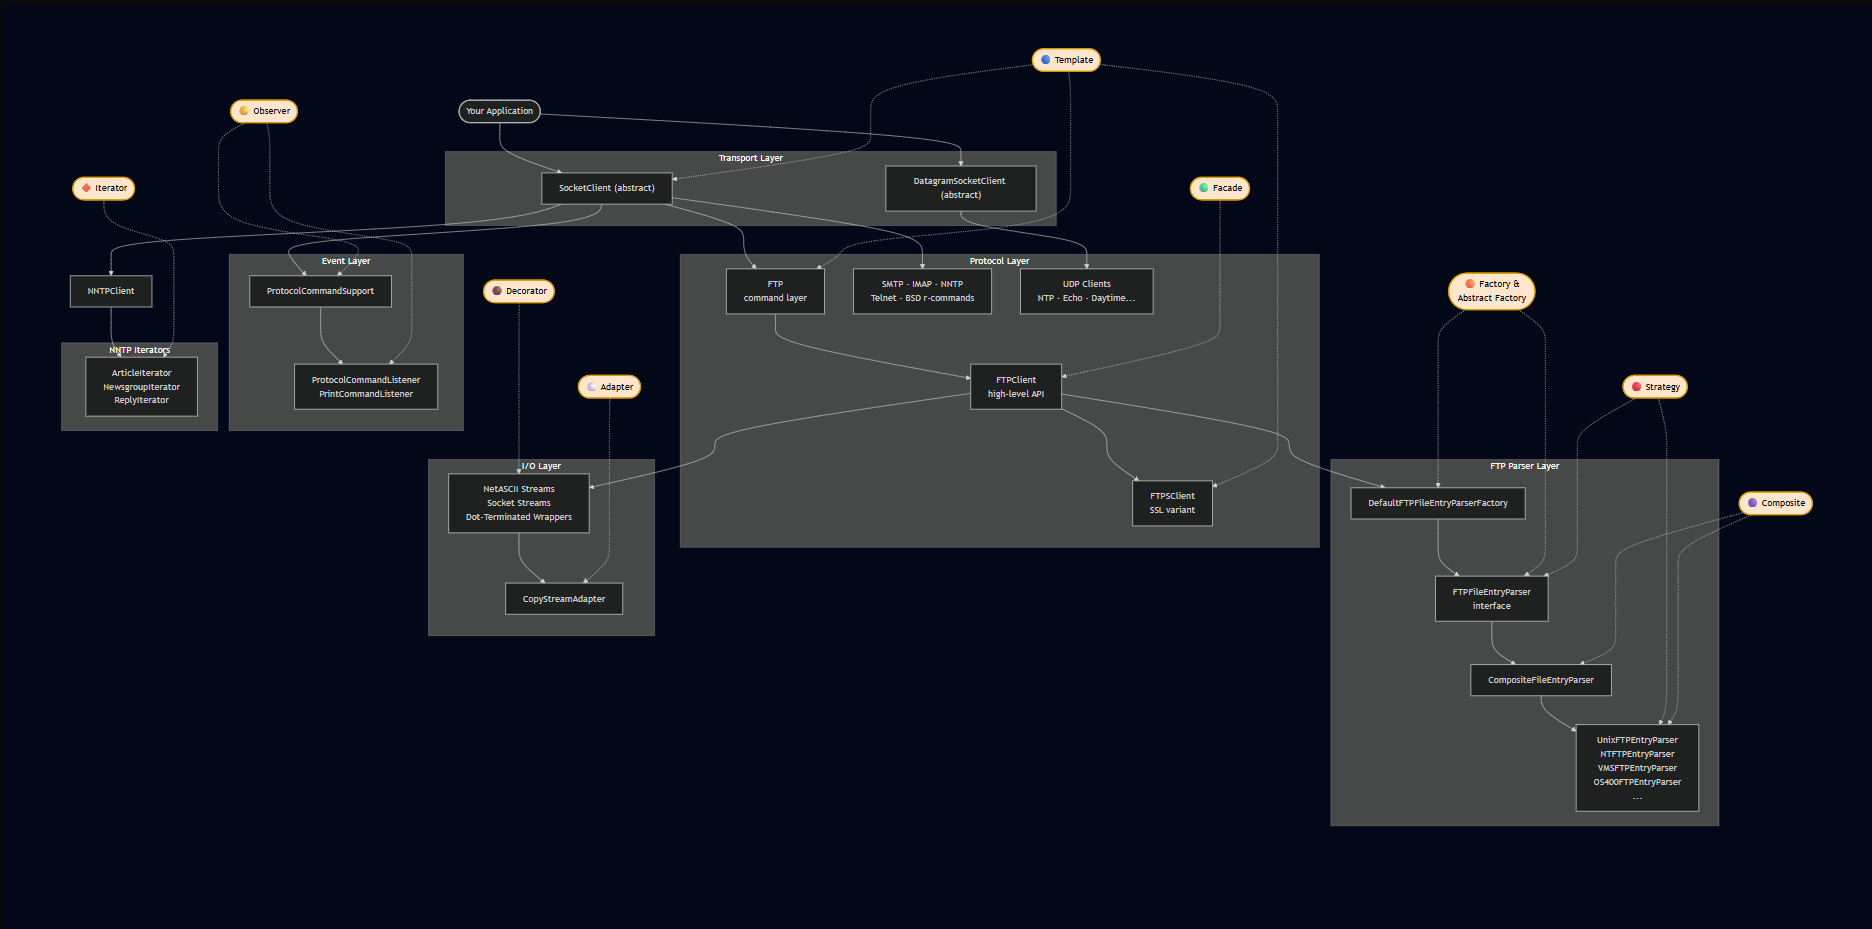 Template
Observer
Your Application
Transport Layer
Iterator
SocketClient (abstract)
DatagramSocketClient
(abstract)
Facade
Event Layer
Protocol Layer
NNTPClient
ProtocolCommandSupport
Decorator
FTP
command layer
SMTP · IMAP · NNTP
Telnet · BSD r-commands
UDP Clients
NTP · Echo · Daytime...
Factory &
Abstract Factory
NNTP Iterators
ArticleIterator
NewsgroupIterator
ReplyIterator
ProtocolCommandListener
PrintCommandListener
Adapter
FTPClient
high-level API
Strategy
I/O Layer
NetASCII Streams
Socket Streams
Dot-Terminated Wrappers
FTPSClient
SSL variant
FTP Parser Layer
DefaultFTPFileEntryParserFactory
Composite
CopyStreamAdapter
FTPFileEntryParser
interface
CompositeFileEntryParser
UnixFTPEntryParser
NTFTPEntryParser
VMSFTPEntryParser
OS400FTPEntryParser
...